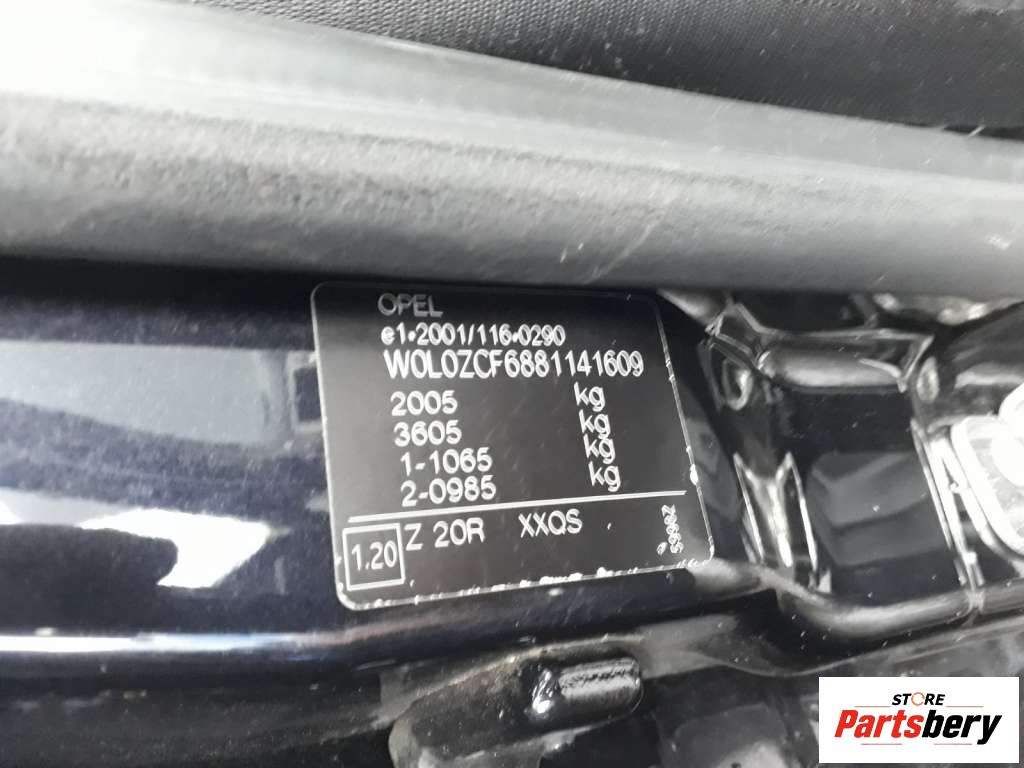 OPEL
e1*2001/116*0290
W0L0ZCF6881141609
2005 kg
3605 kg
1-1065 kg
2-0985 kg
1.20 Z 20R XXQS
STORE
Partsbery